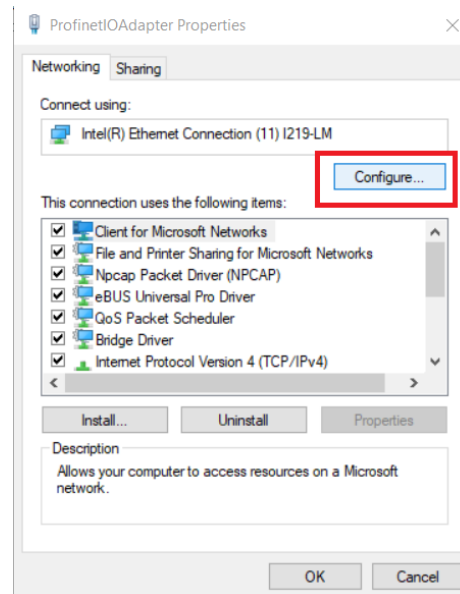 ProfinetIOAdapter Properties
Networking Sharing
Connect using:
Intel(R) Ethernet Connection (11) I219-LM
Configure...
This connection uses the following items:
Client for Microsoft Networks
File and Printer Sharing for Microsoft Networks
Npcap Packet Driver (NPCAP)
eBUS Universal Pro Driver
QoS Packet Scheduler
Bridge Driver
Internet Protocol Version 4 (TCP/IPv4)
Install... Uninstall Properties
Description
Allows your computer to access resources on a Microsoft
network.
OK Cancel